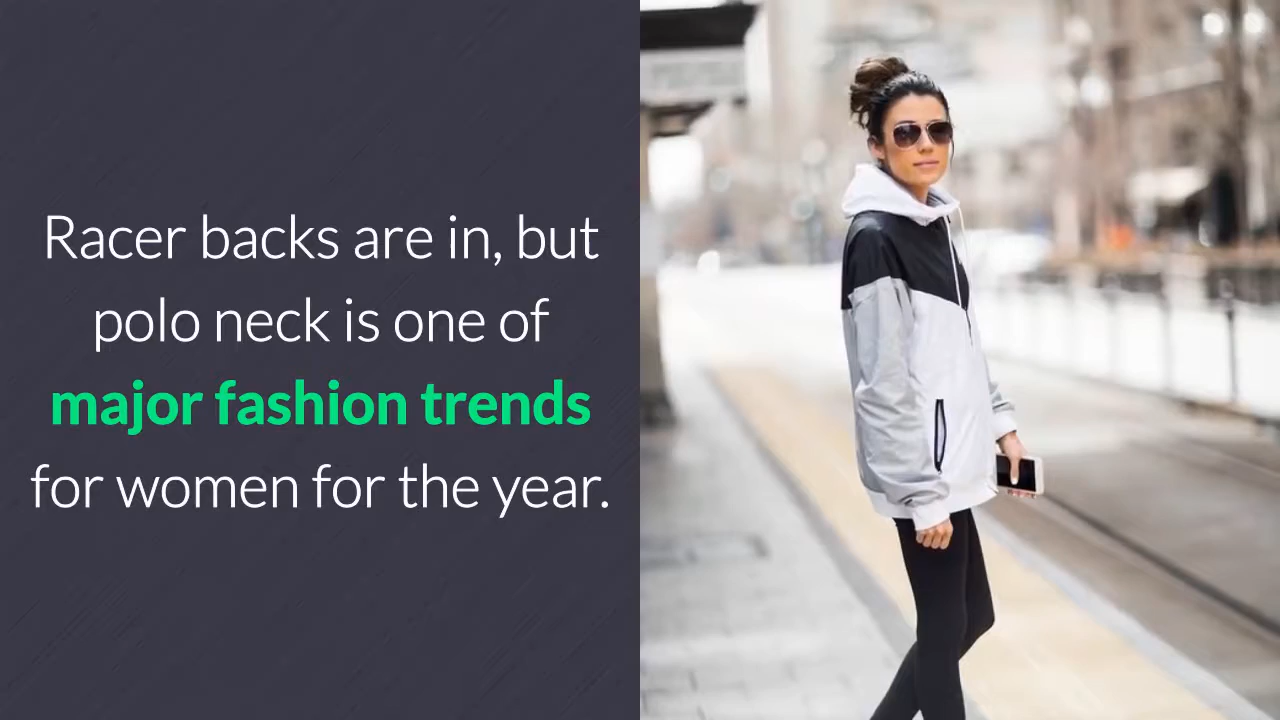 Racer backs are in, but
polo neck is one of
major fashion trends
for women for the year.